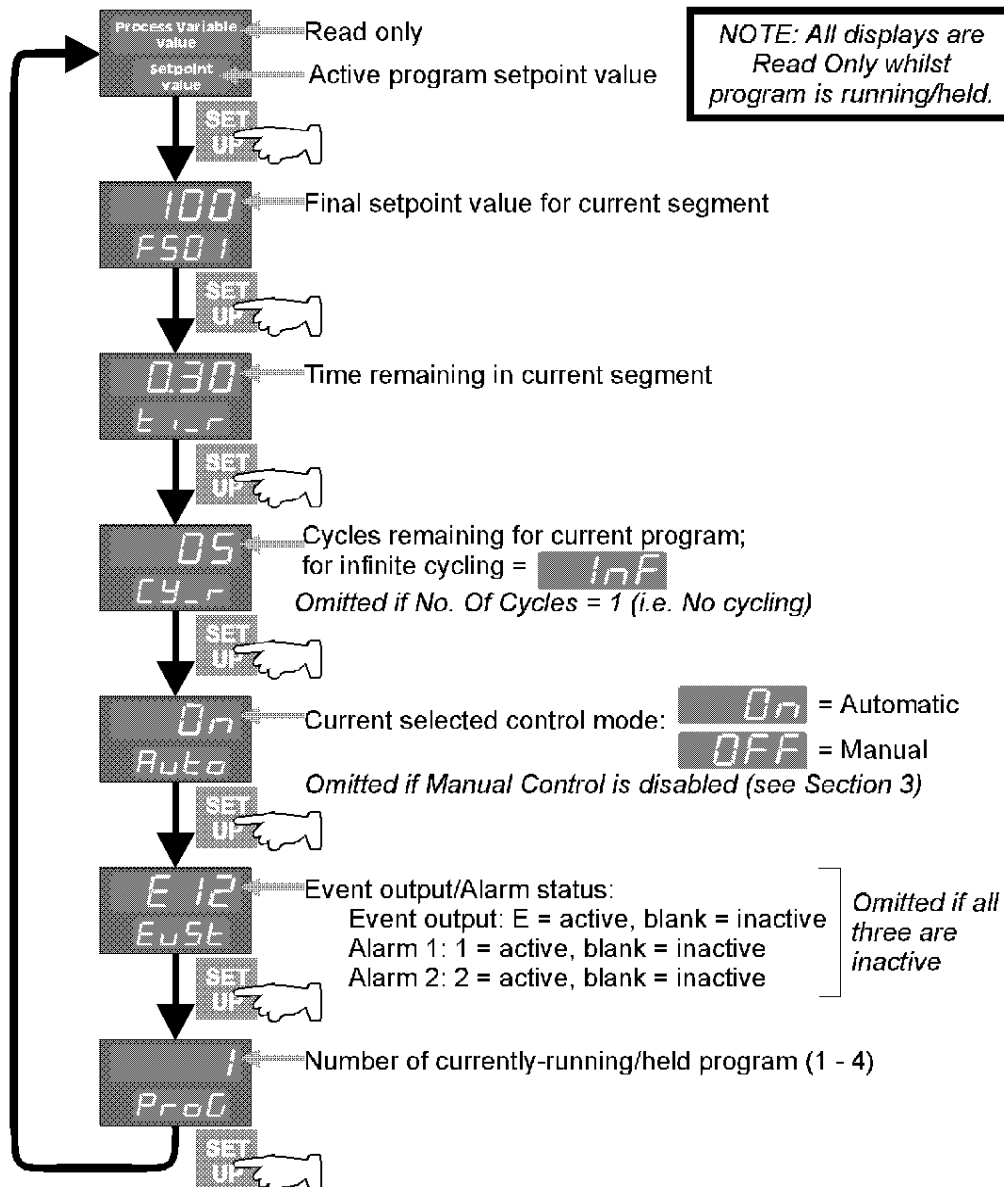 Process Variable
value
Read only
Setpoint
value
Active program setpoint value
NOTE: All displays are
Read Only whilst
program is running/held.
SET
UP
100
FS01
Final setpoint value for current segment
SET
UP
0.30
ti_r
Time remaining in current segment
SET
UP
05
CY_r
Cycles remaining for current program;
for infinite cycling = InF
Omitted if No. Of Cycles = 1 (i.e. No cycling)
SET
UP
On
Auto
Current selected control mode: On = Automatic
OFF = Manual
Omitted if Manual Control is disabled (see Section 3)
SET
UP
E12
EvSt
Event output/Alarm status:
Event output: E = active, blank = inactive
Alarm 1: 1 = active, blank = inactive
Alarm 2: 2 = active, blank = inactive
Omitted if all
three are
inactive
SET
UP
1
ProG
Number of currently-running/held program (1 - 4)
SET
UP